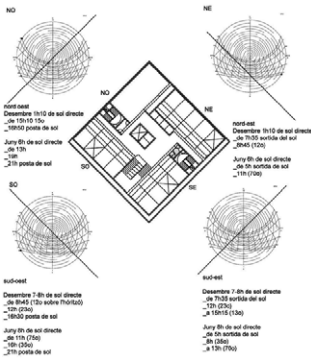 NO
NE
nord-oest
Desembre 1h10 de sol directe
_de 15h10 15o
_16h50 posta de sol
Juny 8h de sol directe
_de 13h
_19h
_21h posta de sol
nord-est
Desembre 1h10 de sol directe
_de 7h35 sortida del sol
_8h45 (12o)
Juny 6h de sol directe
_de 5h sortida de sol
_11h (70o)
NO
NE
SO
SE
SO
sud-oest
Desembre 7-8h de sol directe
_de 8h45 (12o sobre l'horitzó)
_12h (23o)
_16h30 posta de sol
Juny 6h de sol directe
_de 11h (75o)
_16h (35o)
_21h posta de sol
sud-est
Desembre 7-8h de sol directe
_de 7h35 sortida del sol
_12h (23o)
_a 15h15 (13o)
Juny 8h de sol directe
_de 5h sortida de sol
_8h (35o)
_a 13h (70o)